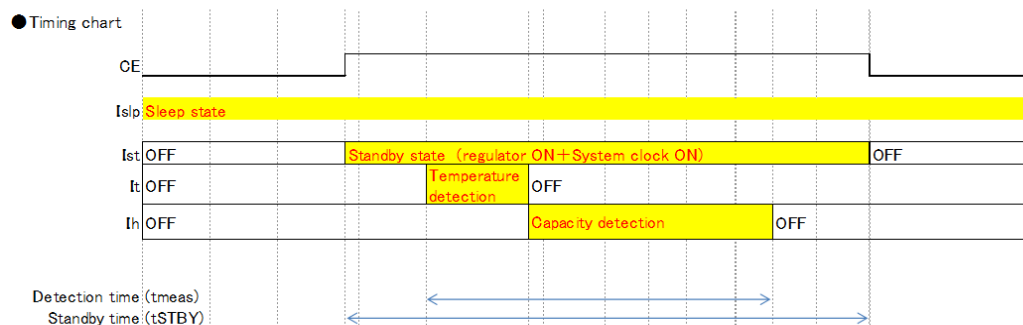 ●Timing chart
CE
Islp Sleep state
Ist OFF Standby state (regulator ON+System clock ON) OFF
It OFF Temperature detection OFF
Ih OFF Capacity detection OFF
Detection time (tmeas)
Standby time (tSTBY)